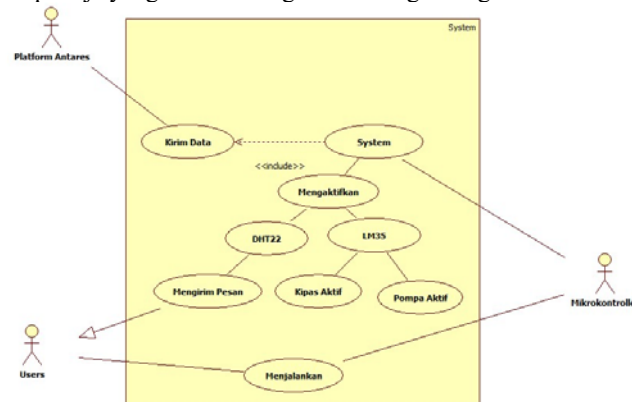 System
Platform Antares
Kirim Data
System
<<include>>
Mengaktifkan
DHT22
LM35
Mengirim Pesan
Kipas Aktif
Pompa Aktif
Mikrokontrolle
Users
Menjalankan